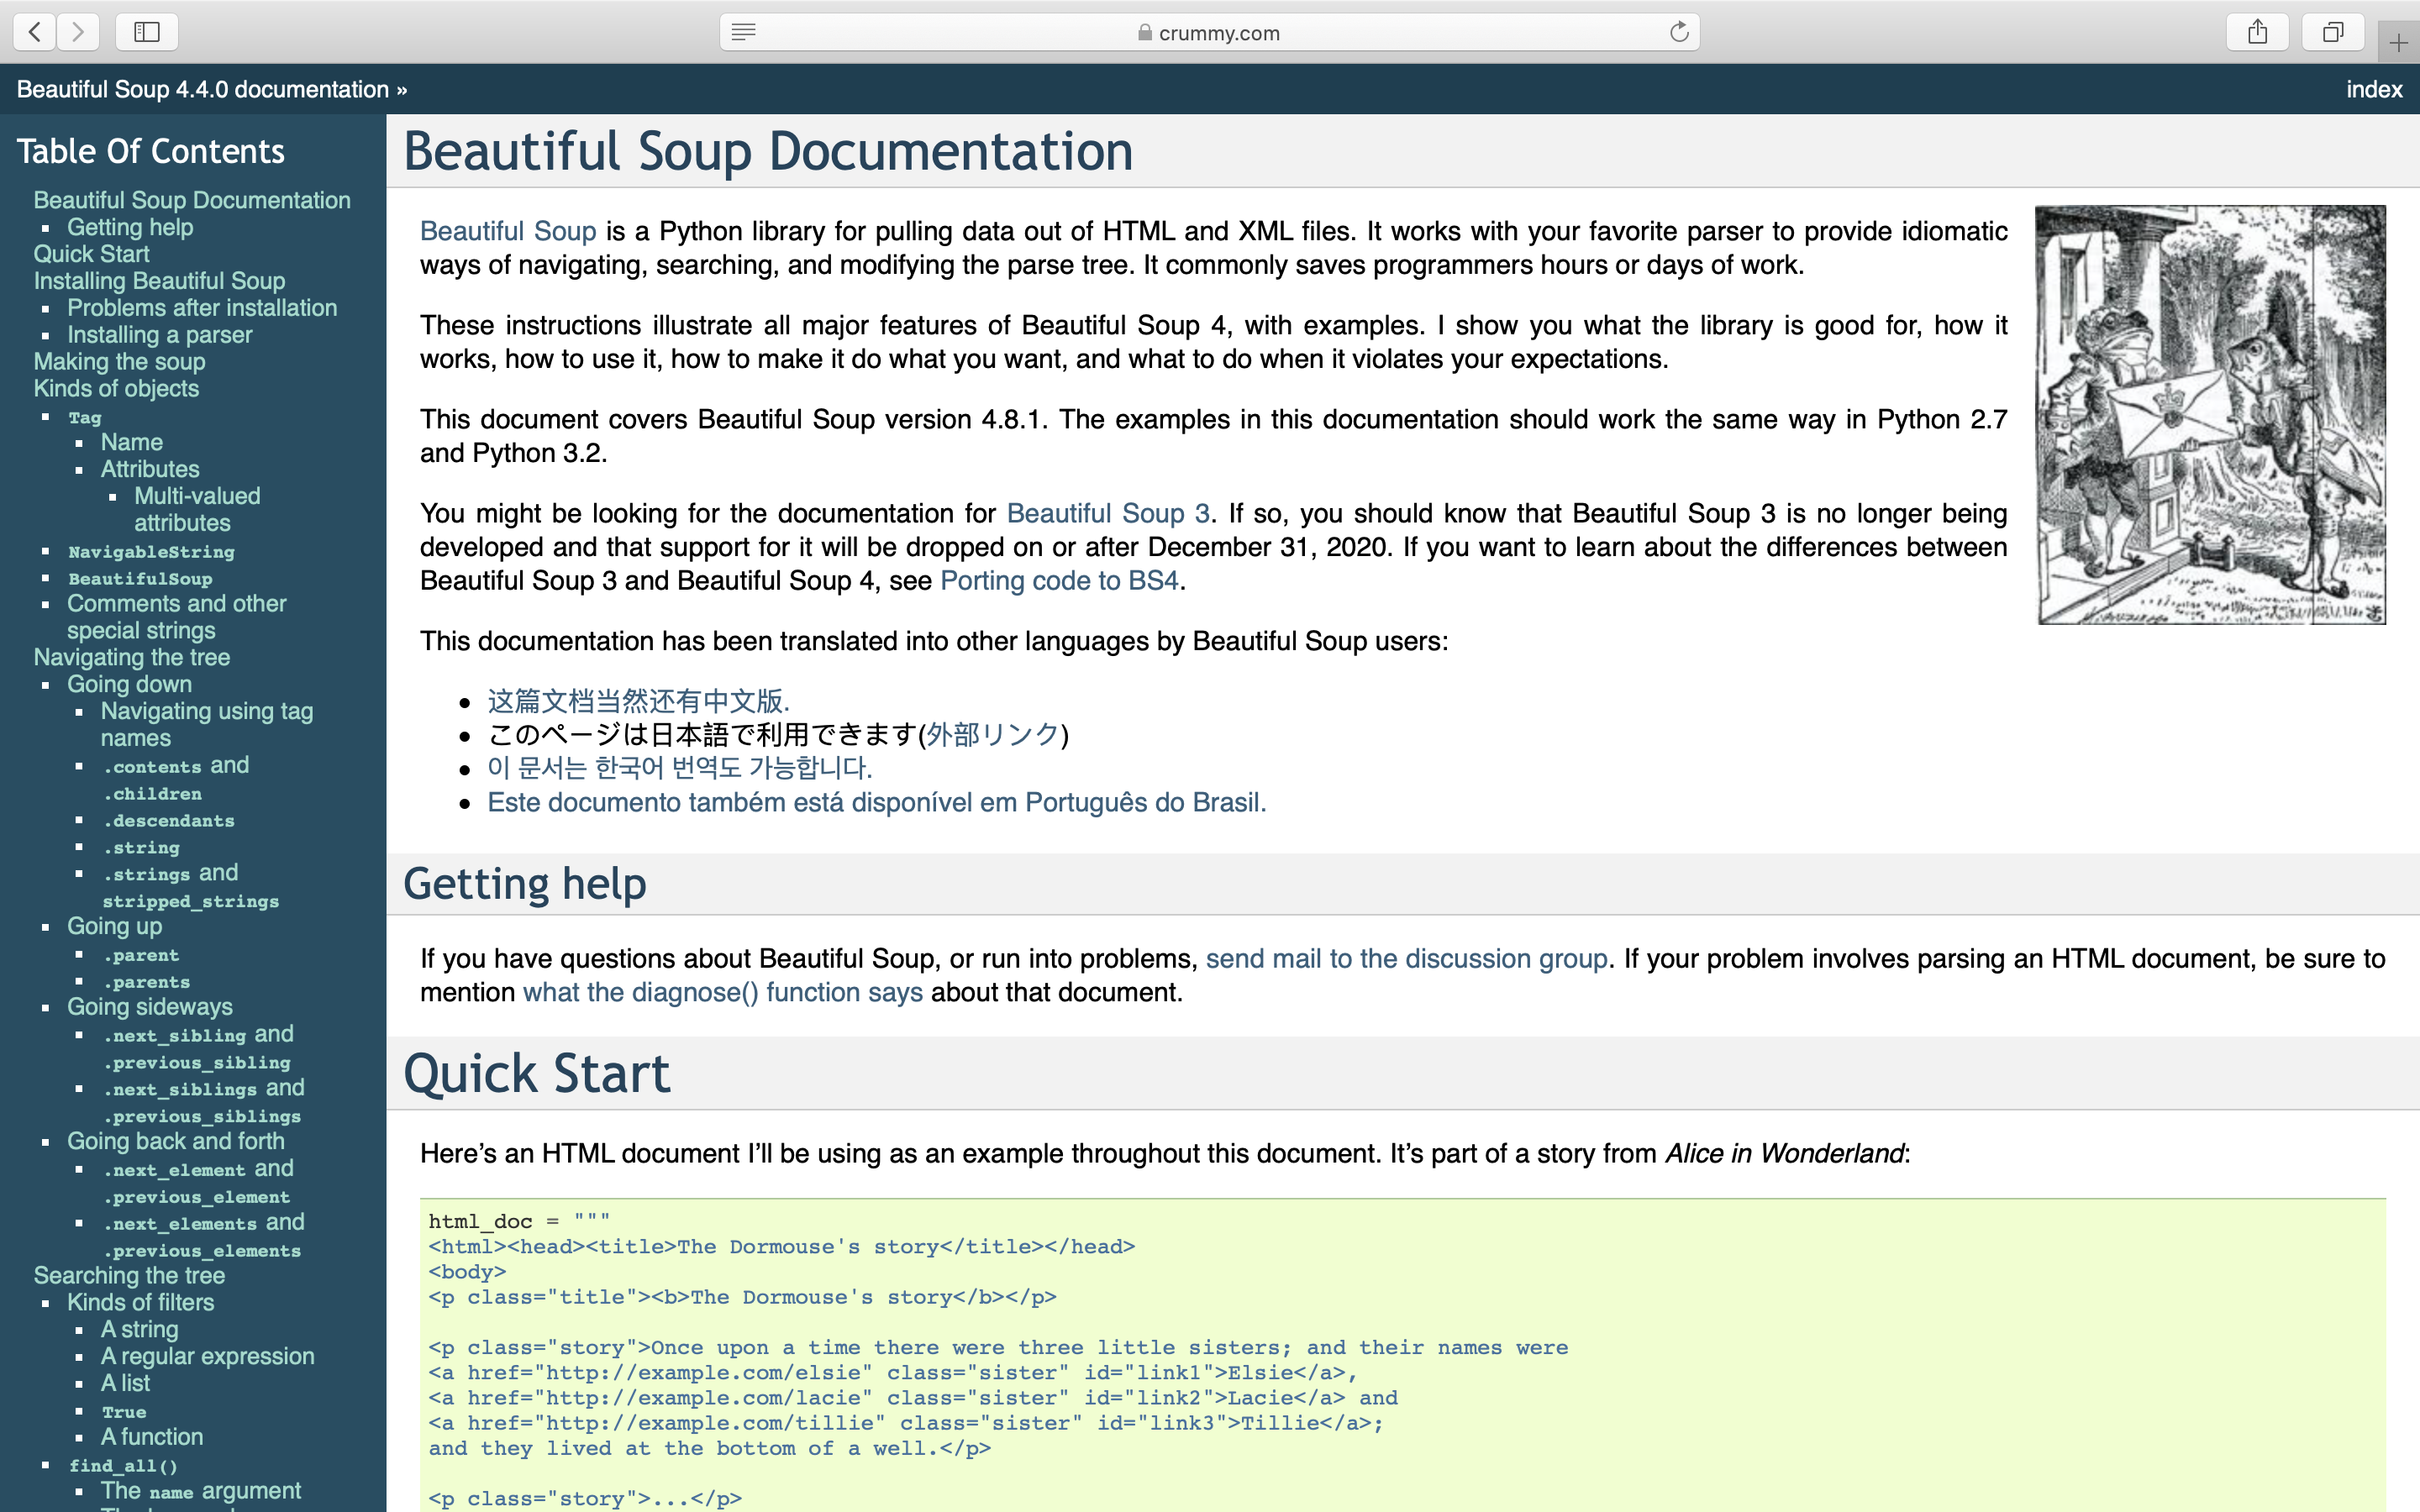 crummy.com
Beautiful Soup 4.4.0 documentation »
index
Table Of Contents
Beautiful Soup Documentation
Getting help
Quick Start
Installing Beautiful Soup
Problems after installation
Installing a parser
Making the soup
Kinds of objects
Tag
Name
Attributes
Multi-valued
attributes
NavigableString
BeautifulSoup
Comments and other
special strings
Navigating the tree
Going down
Navigating using tag
names
.contents and
.children
.descendants
.string
.strings and
stripped_strings
Going up
.parent
.parents
Going sideways
.next_sibling and
.previous_sibling
.next_siblings and
.previous_siblings
Going back and forth
.next_element and
.previous_element
.next_elements and
.previous_elements
Searching the tree
Kinds of filters
A string
A regular expression
A list
True
A function
find_all()
The name argument
Beautiful Soup Documentation
Beautiful Soup is a Python library for pulling data out of HTML and XML files. It works with your favorite parser to provide idiomatic
ways of navigating, searching, and modifying the parse tree. It commonly saves programmers hours or days of work.
These instructions illustrate all major features of Beautiful Soup 4, with examples. I show you what the library is good for, how it
works, how to use it, how to make it do what you want, and what to do when it violates your expectations.
This document covers Beautiful Soup version 4.8.1. The examples in this documentation should work the same way in Python 2.7
and Python 3.2.
You might be looking for the documentation for Beautiful Soup 3. If so, you should know that Beautiful Soup 3 is no longer being
developed and that support for it will be dropped on or after December 31, 2020. If you want to learn about the differences between
Beautiful Soup 3 and Beautiful Soup 4, see Porting code to BS4.
This documentation has been translated into other languages by Beautiful Soup users:
这篇文档当然还有中文版.
このページは日本語で利用できます(外部リンク)
이 문서는 한국어 번역도 가능합니다.
Este documento também está disponível em Português do Brasil.
Getting help
If you have questions about Beautiful Soup, or run into problems, send mail to the discussion group. If your problem involves parsing an HTML document, be sure to
mention what the diagnose() function says about that document.
Quick Start
Here’s an HTML document I’ll be using as an example throughout this document. It’s part of a story from Alice in Wonderland:
html_doc = """
<html><head><title>The Dormouse's story</title></head>
<body>
<p class="title"><b>The Dormouse's story</b></p>
<p class="story">Once upon a time there were three little sisters; and their names were
<a href="http://example.com/elsie" class="sister" id="link1">Elsie</a>,
<a href="http://example.com/lacie" class="sister" id="link2">Lacie</a> and
<a href="http://example.com/tillie" class="sister" id="link3">Tillie</a>;
and they lived at the bottom of a well.</p>
<p class="story">...</p>